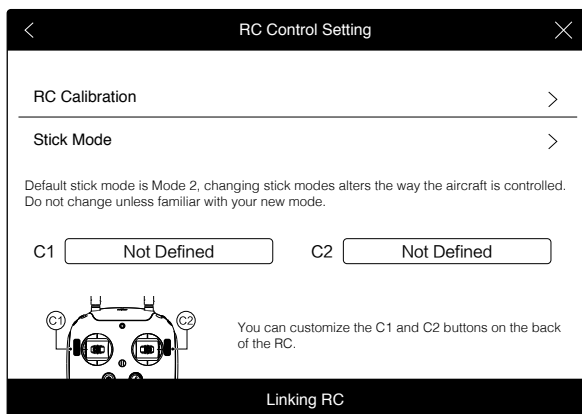 RC Control Setting
RC Calibration
Stick Mode
Default stick mode is Mode 2, changing stick modes alters the way the aircraft is controlled.
Do not change unless familiar with your new mode.
C1 Not Defined C2 Not Defined
C1 C2
You can customize the C1 and C2 buttons on the back
of the RC.
Linking RC